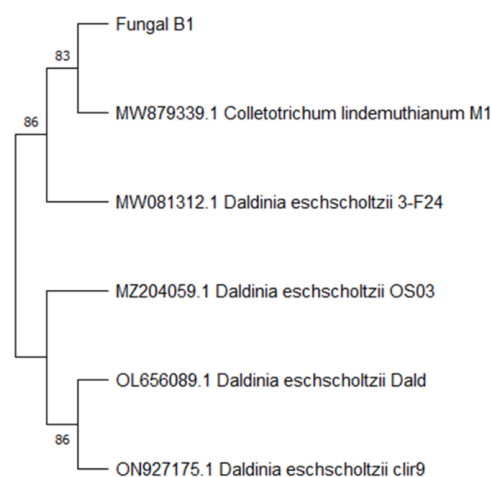 Fungal B1
83
MW879339.1 Colletotrichum lindemuthianum M1
86
MW081312.1 Daldinia eschscholtzii 3-F24
MZ204059.1 Daldinia eschscholtzii OS03
OL656089.1 Daldinia eschscholtzii Dald
86
ON927175.1 Daldinia eschscholtzii clir9